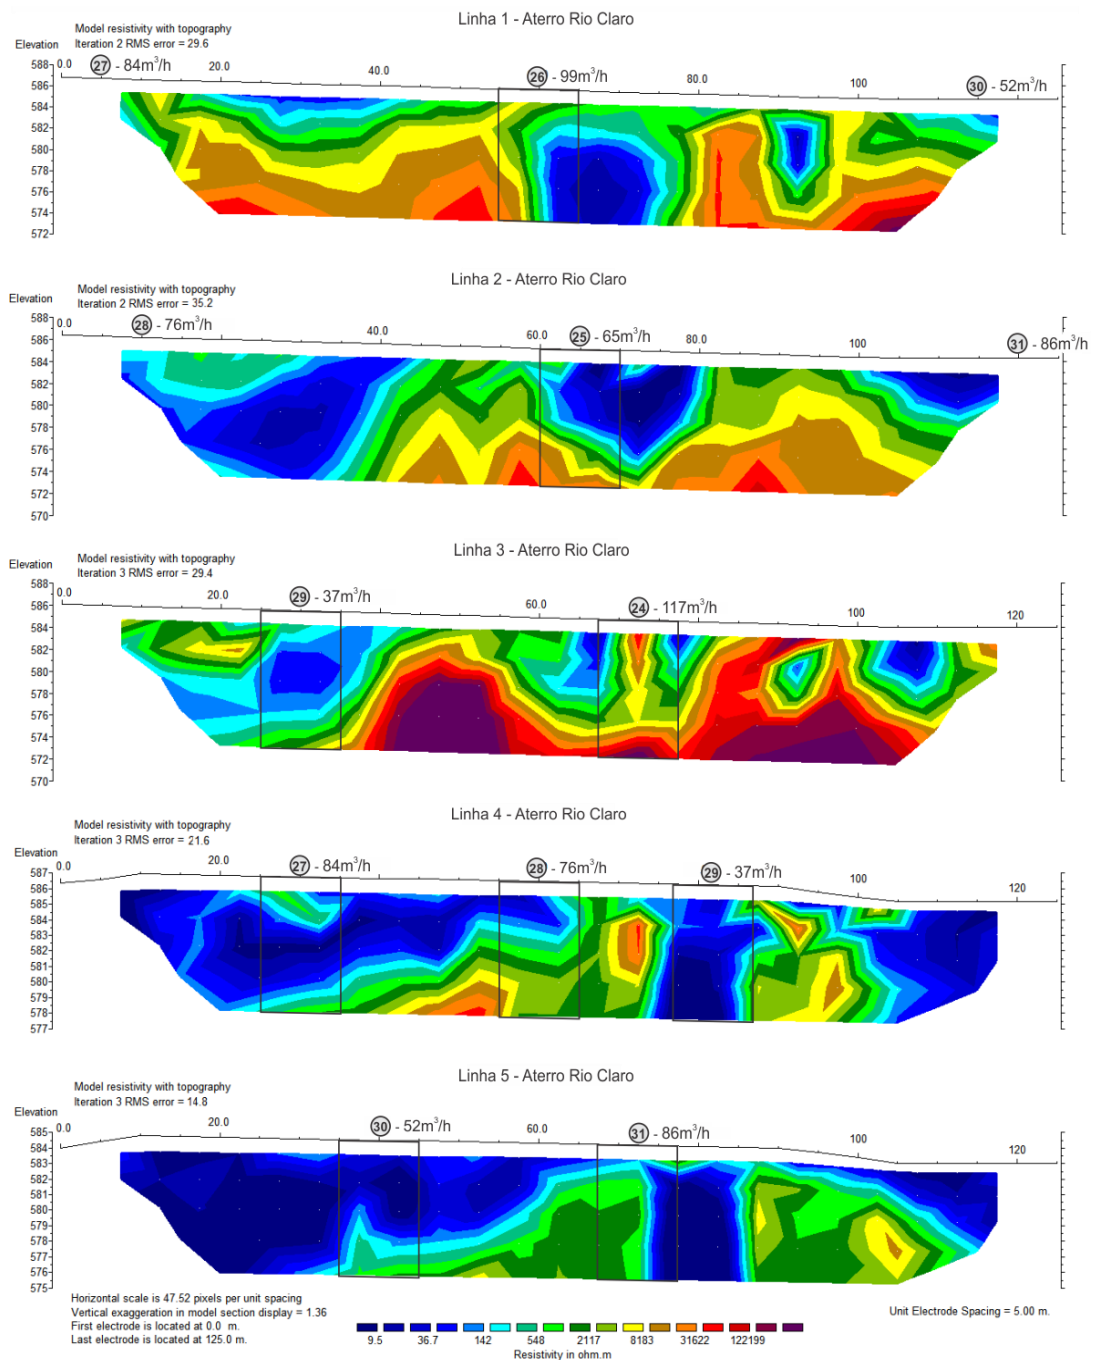 Linha 1 - Aterro Rio Claro
Model resistivity with topography
Iteration 2 RMS error = 29.6
Elevation
27 - 84m³/h
26 - 99m³/h
30 - 52m³/h
0.0 20.0 40.0 80.0 100
588
586
584
582
580
578
576
574
572
Linha 2 - Aterro Rio Claro
Model resistivity with topography
Iteration 2 RMS error = 35.2
Elevation
28 - 76m³/h
25 - 65m³/h
31 - 86m³/h
0.0 40.0 60.0 80.0 100
588
586
584
582
580
578
576
574
572
570
Linha 3 - Aterro Rio Claro
Model resistivity with topography
Iteration 3 RMS error = 29.4
Elevation
29 - 37m³/h
24 - 117m³/h
0.0 20.0 60.0 100 120
588
586
584
582
580
578
576
574
572
570
Linha 4 - Aterro Rio Claro
Model resistivity with topography
Iteration 3 RMS error = 21.6
Elevation
27 - 84m³/h
28 - 76m³/h
29 - 37m³/h
0.0 20.0 100 120
587
586
585
584
583
582
581
580
579
578
577
Linha 5 - Aterro Rio Claro
Model resistivity with topography
Iteration 3 RMS error = 14.8
Elevation
30 - 52m³/h
31 - 86m³/h
0.0 20.0 60.0 100 120
585
584
583
582
581
580
579
578
577
576
575
Horizontal scale is 47.52 pixels per unit spacing
Vertical exaggeration in model section display = 1.36
First electrode is located at 0.0 m.
Last electrode is located at 125.0 m.
Unit Electrode Spacing = 5.00 m.
9.5 36.7 142 548 2117 8183 31622 122199
Resistivity in ohm.m